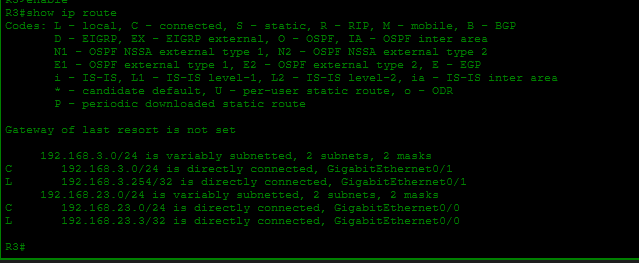 R3>enable
R3#show ip route
Codes: L - local, C - connected, S - static, R - RIP, M - mobile, B - BGP
       D - EIGRP, EX - EIGRP external, O - OSPF, IA - OSPF inter area
       N1 - OSPF NSSA external type 1, N2 - OSPF NSSA external type 2
       E1 - OSPF external type 1, E2 - OSPF external type 2, E - EGP
       i - IS-IS, L1 - IS-IS level-1, L2 - IS-IS level-2, ia - IS-IS inter area
       * - candidate default, U - per-user static route, o - ODR
       P - periodic downloaded static route
Gateway of last resort is not set
     192.168.3.0/24 is variably subnetted, 2 subnets, 2 masks
C       192.168.3.0/24 is directly connected, GigabitEthernet0/1
L       192.168.3.254/32 is directly connected, GigabitEthernet0/1
     192.168.23.0/24 is variably subnetted, 2 subnets, 2 masks
C       192.168.23.0/24 is directly connected, GigabitEthernet0/0
L       192.168.23.3/32 is directly connected, GigabitEthernet0/0
R3#